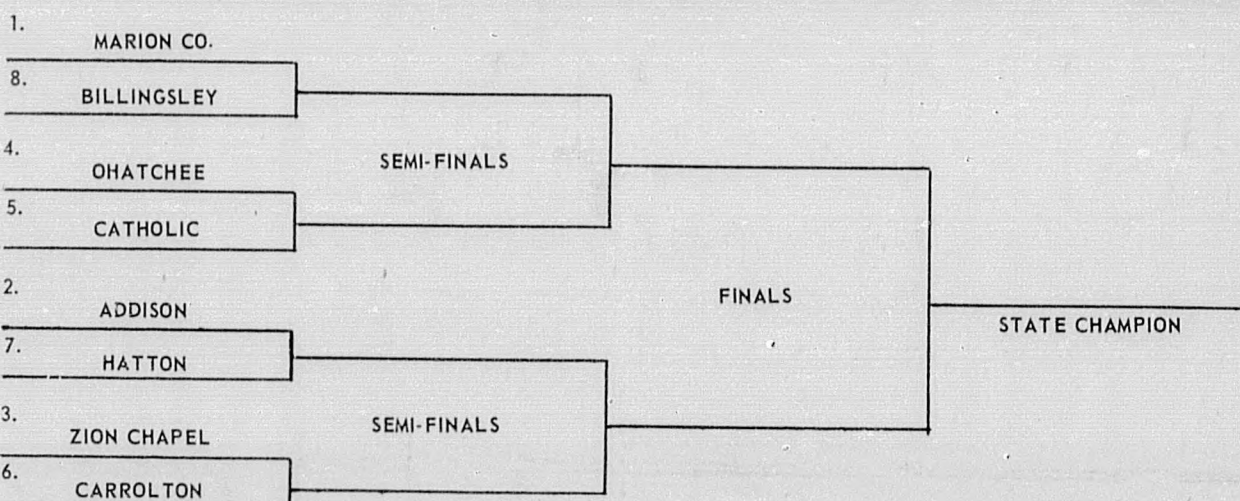 1.
MARION CO.
8.
BILLINGSLEY
4.
OHATCHEE
5.
CATHOLIC
SEMI-FINALS
2.
ADDISON
7.
HATTON
3.
ZION CHAPEL
6.
CARROLTON
SEMI-FINALS
FINALS
STATE CHAMPION